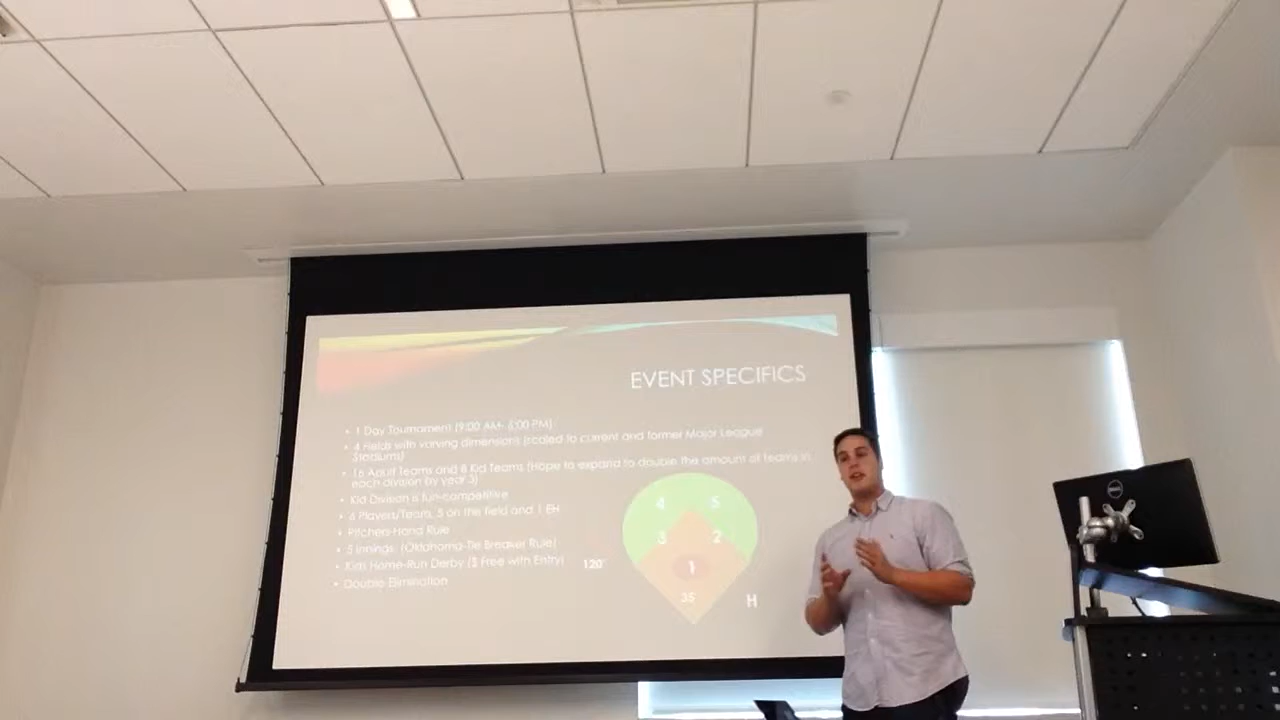 EVENT SPECIFICS
• 1 Day Tournament (9:00 AM- 6:00 PM)
• 4 Fields with varying dimensions (scaled to current and former Major League
Stadiums)
• 16 Adult Teams and 8 Kid Teams (Hope to expand to double the amount of teams in
each division by year 3)
• Kid Division is fun-competitive
• 6 Players/Team, 5 on the field and 1 EH
• Pitchers-Hand Rule
• 5 Innings (Oklahoma-Tie Breaker Rule)
• Kids Home-Run Derby ($ Free with Entry)
• Double Elimination
4 5
3 2
120'
1
35
H
DELL